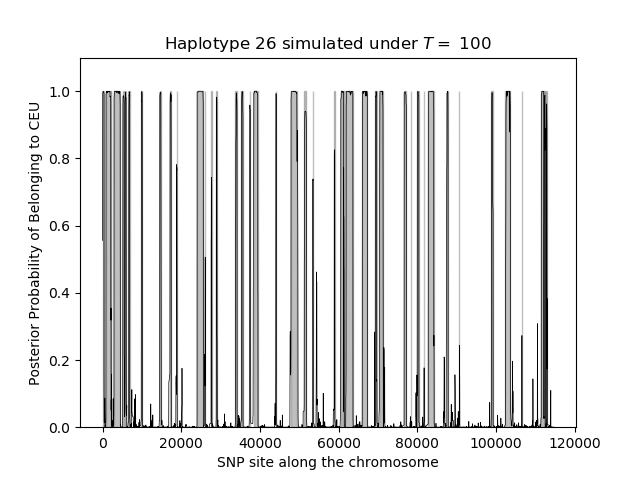 Haplotype 26 simulated under T = 100
Posterior Probability of Belonging to CEU
1.0
0.8
0.6
0.4
0.2
0.0
0 20000 40000 60000 80000 100000 120000
SNP site along the chromosome